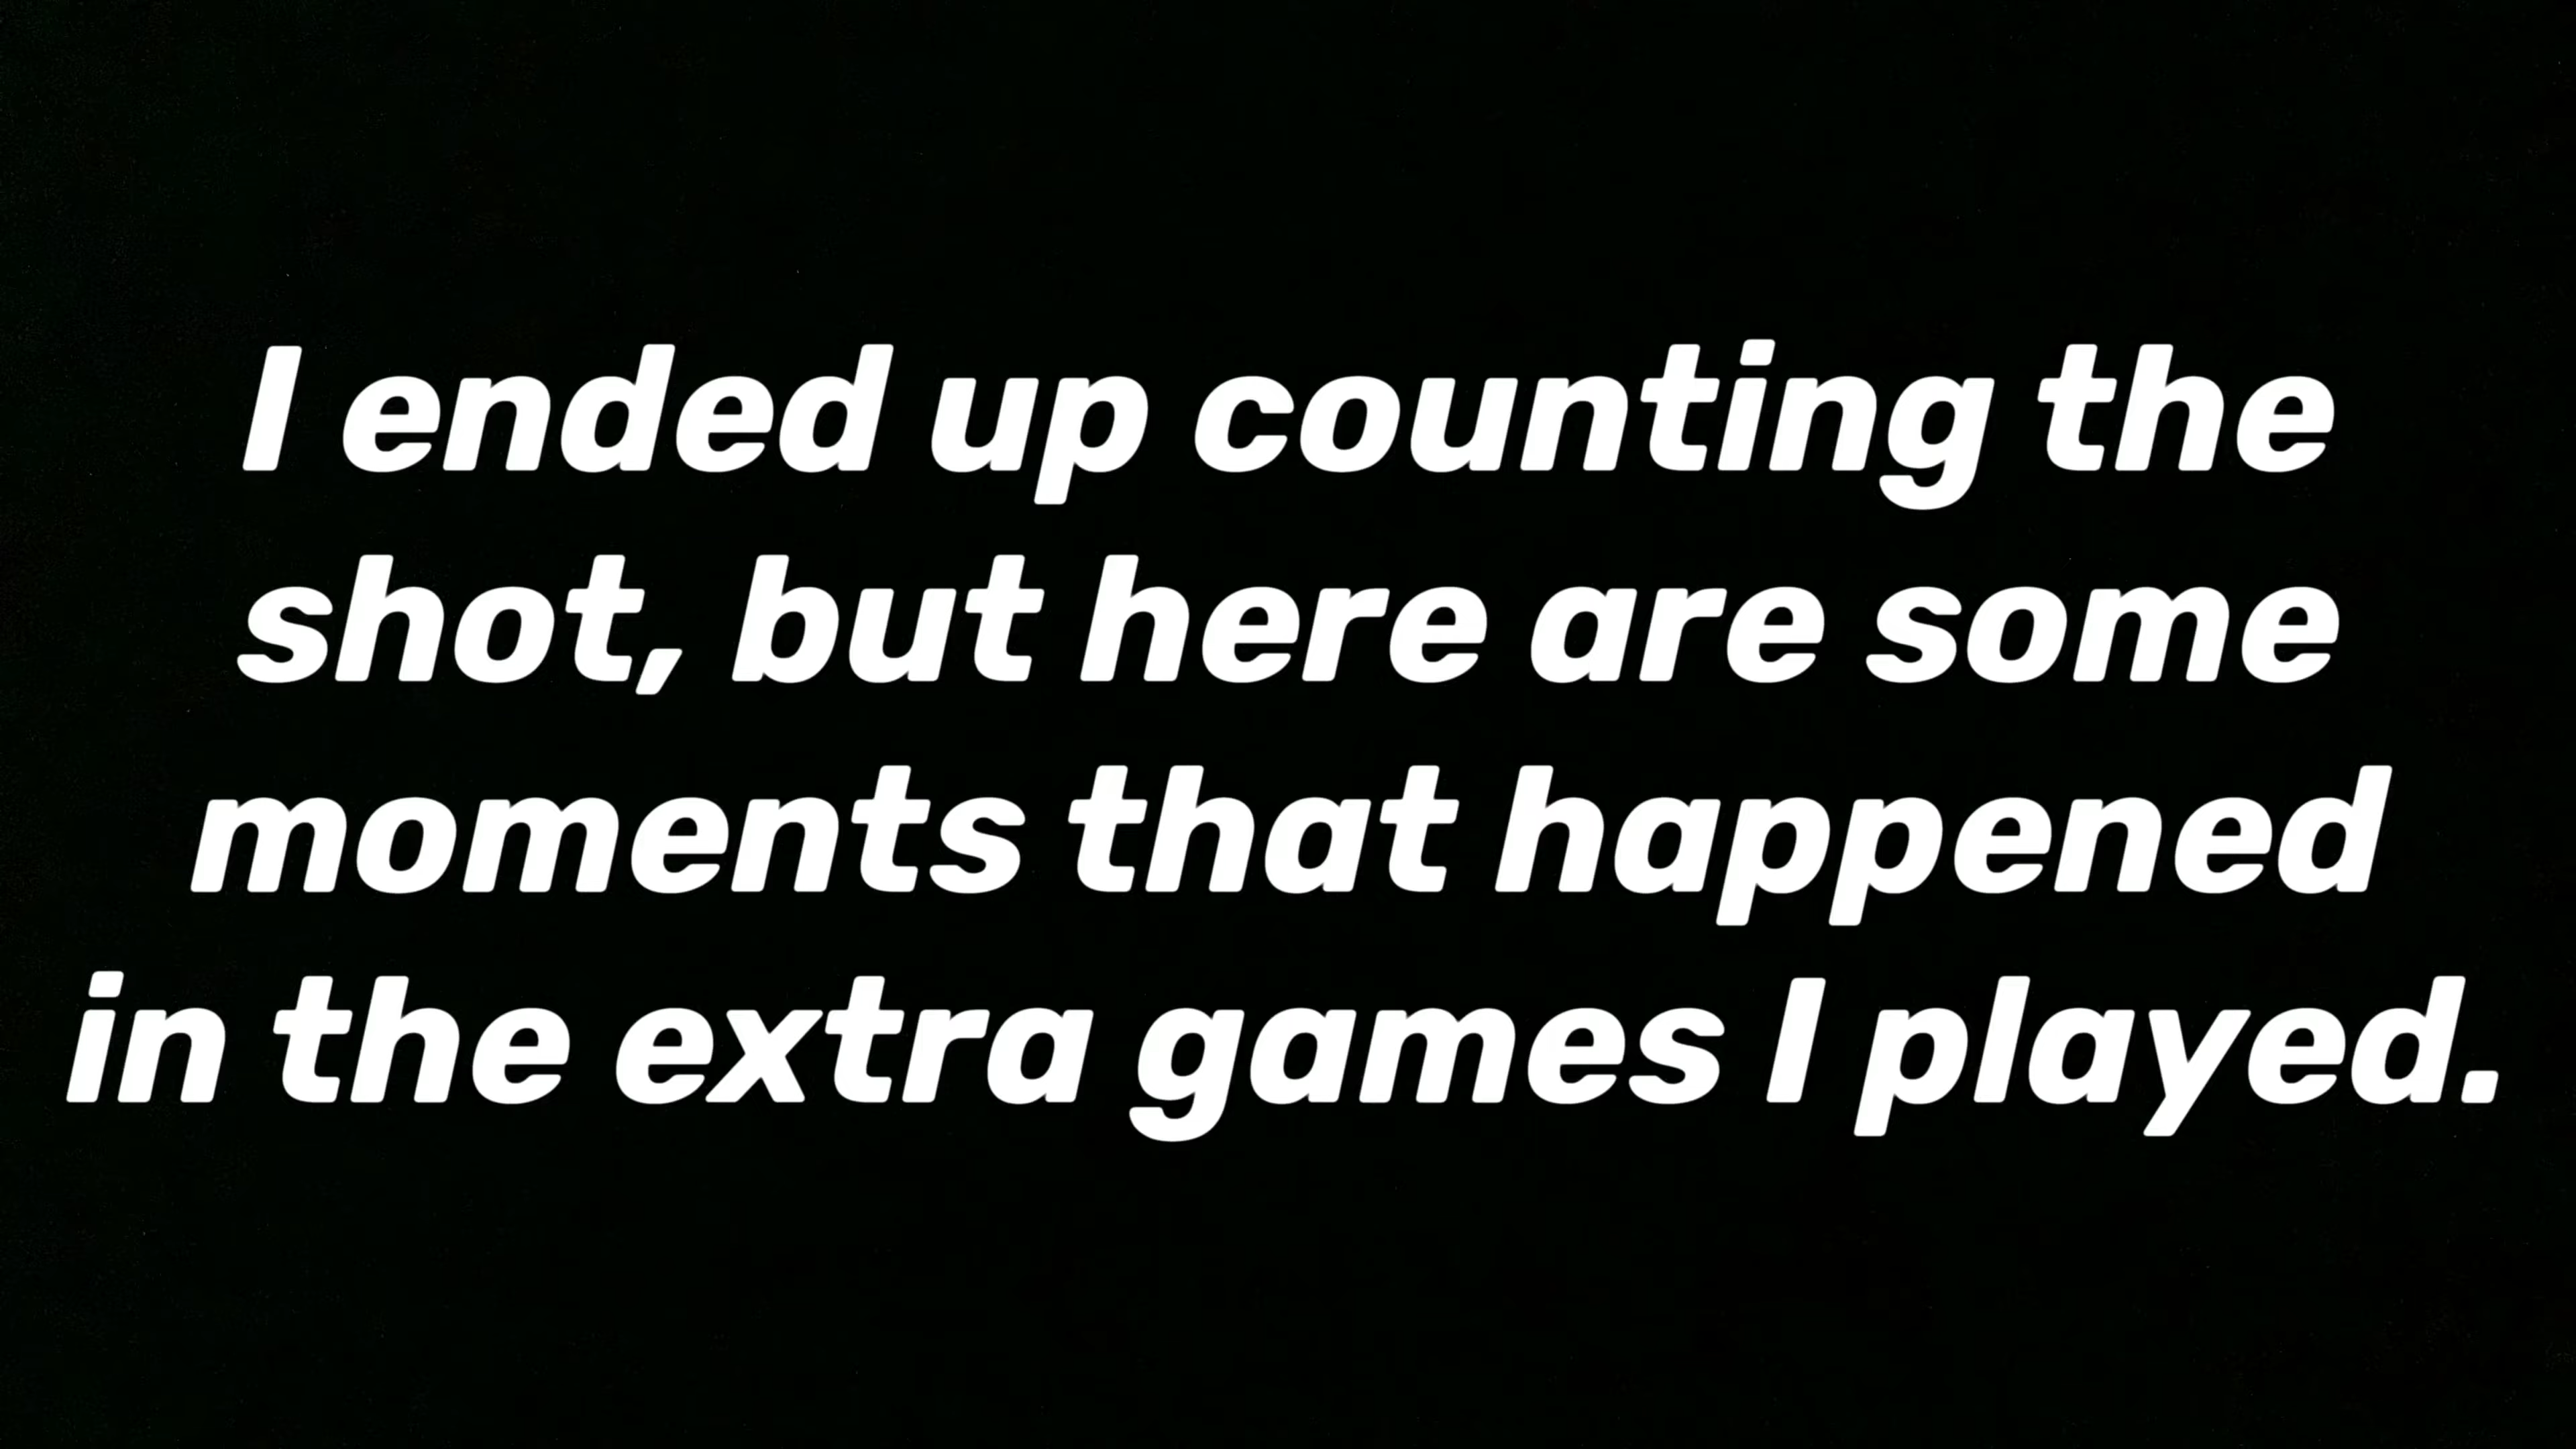 I ended up counting the
shot, but here are some
moments that happened
in the extra games I played.